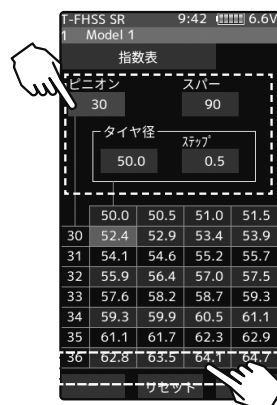 T-FHSS SR 9:42 6.6V
1 Model 1
指数表
ピニオン スパー
30 90
タイヤ径 ステップ
50.0 0.5
50.0 50.5 51.0 51.5
30 52.4 52.9 53.4 53.9
31 54.1 54.6 55.2 55.7
32 55.9 56.4 57.0 57.5
33 57.6 58.2 58.7 59.3
34 59.3 59.9 60.5 61.1
35 61.1 61.7 62.3 62.9
36 62.8 63.5 64.1 64.7
リセット